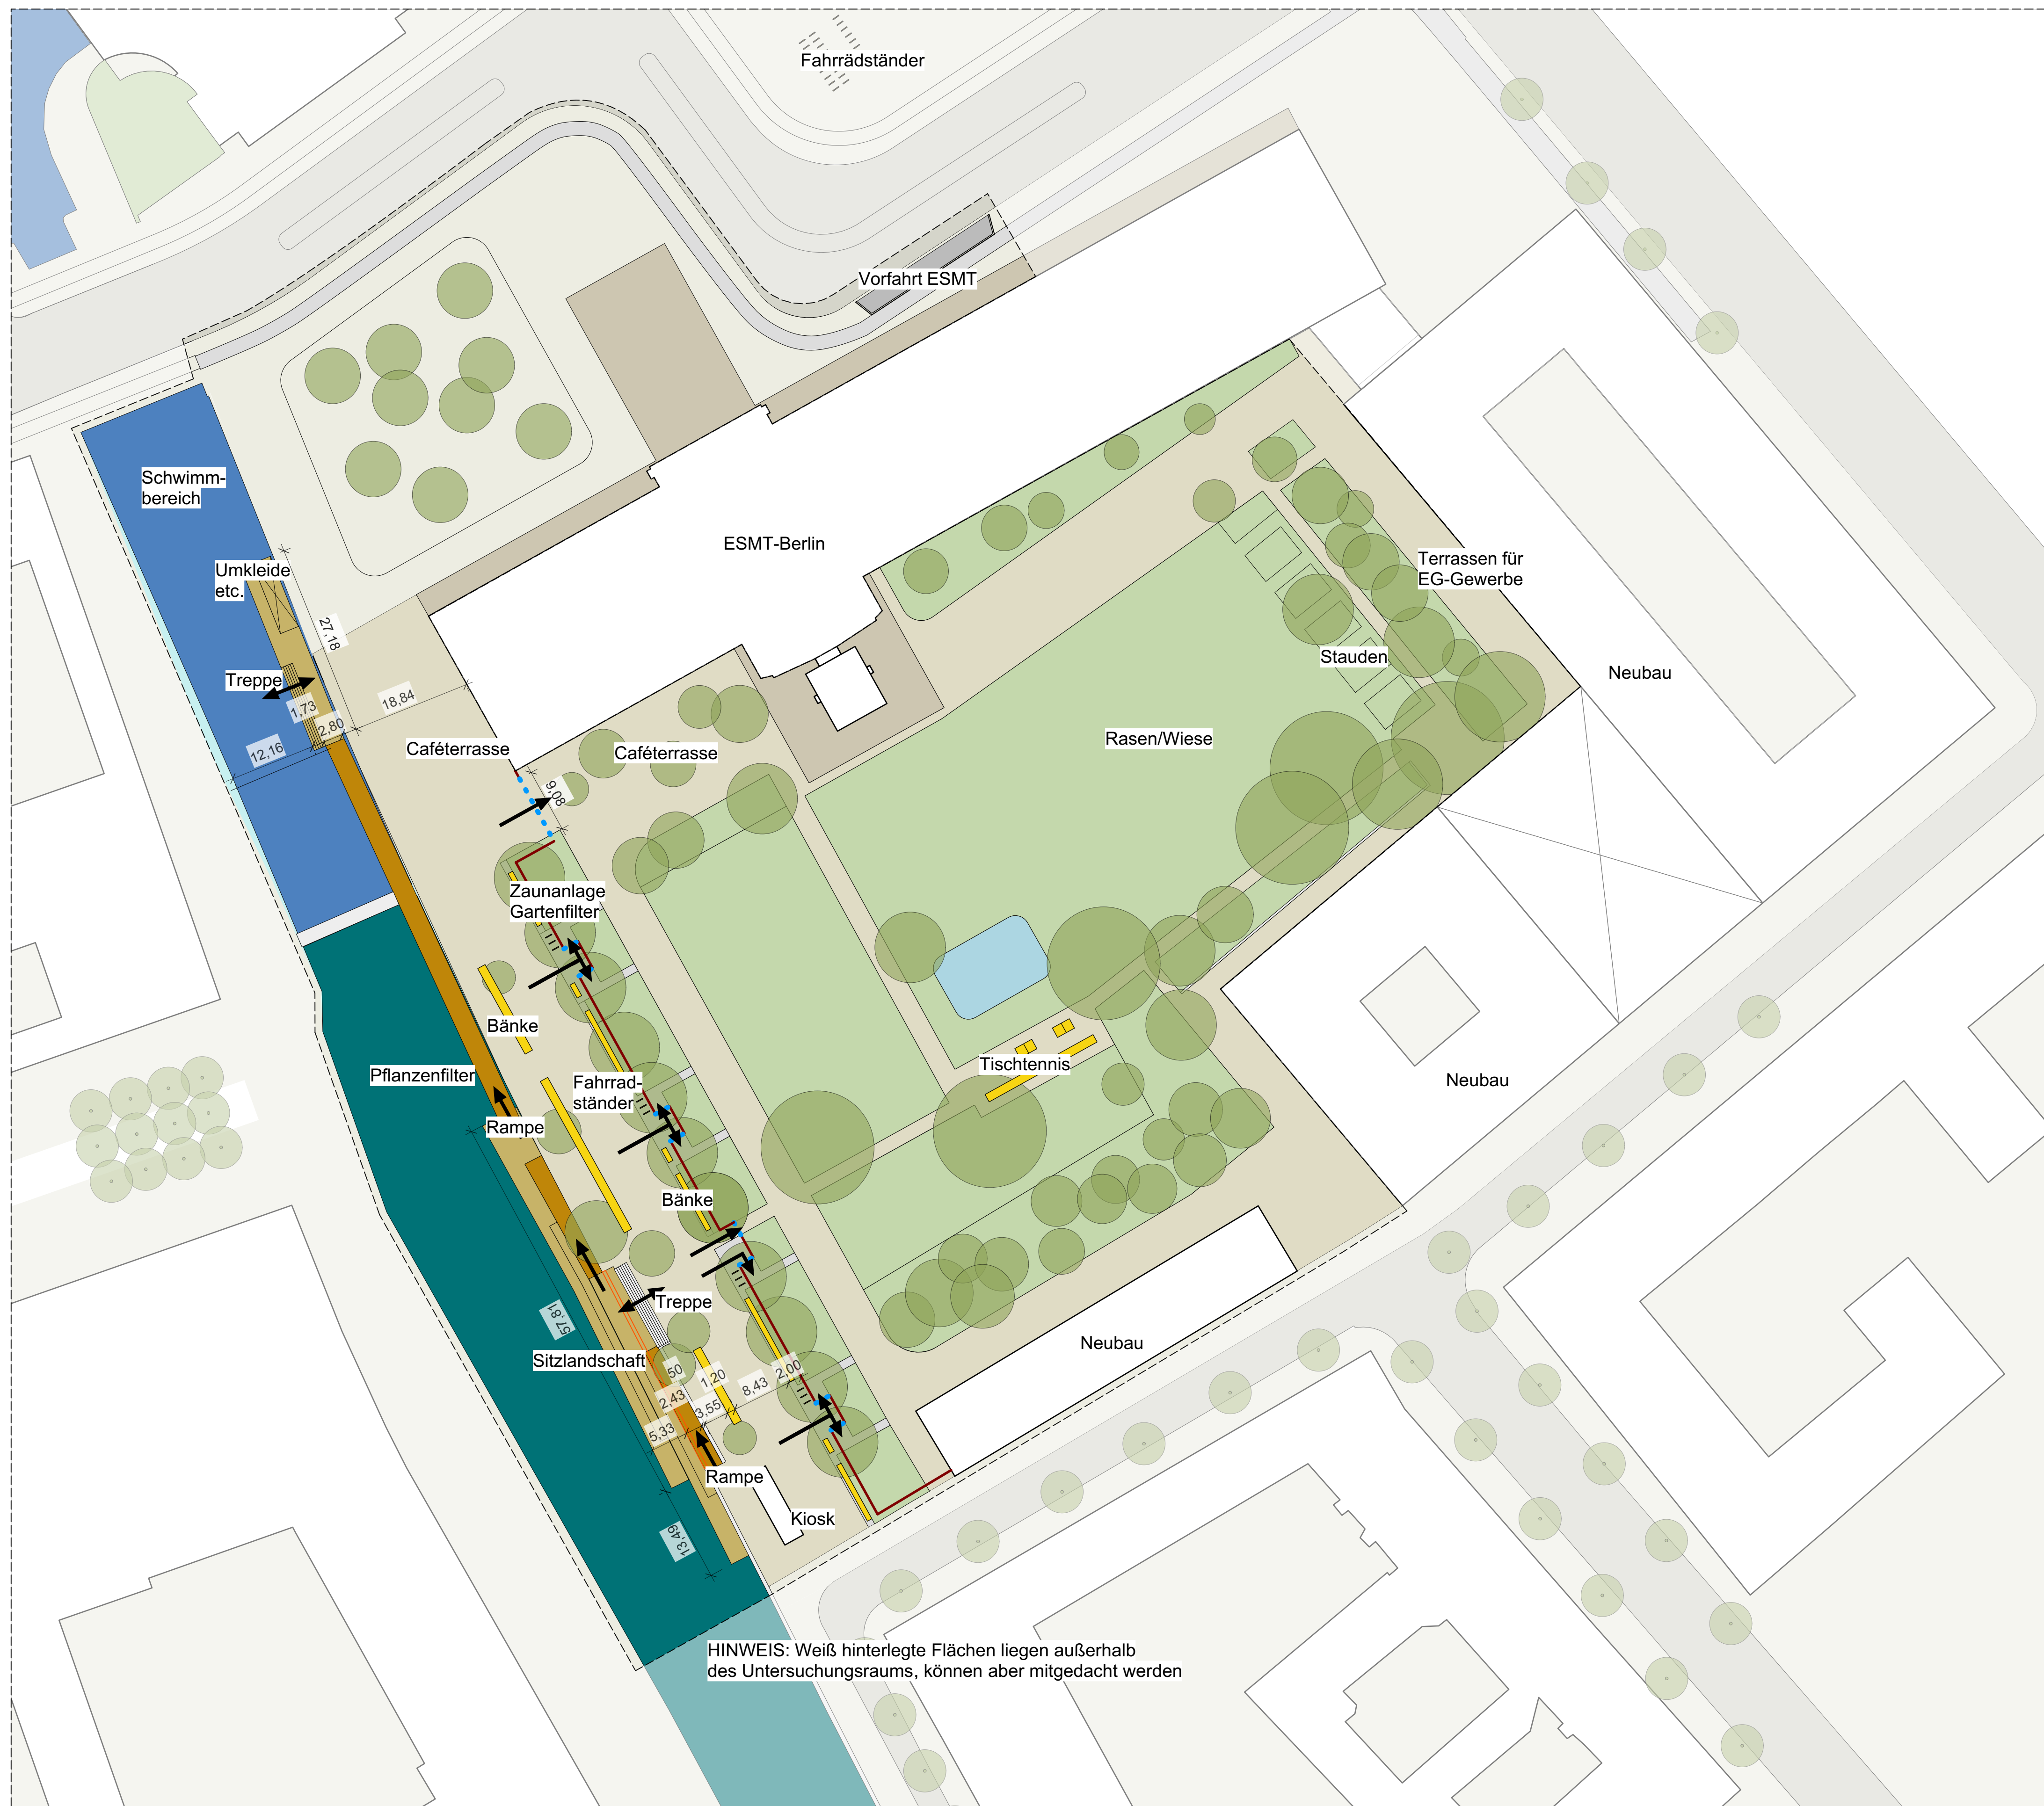 Fahrrädständer
Vorfahrt ESMT
Schwimm-
bereich
ESMT-Berlin
Umkleide
etc.
Terrassen für
EG-Gewerbe
27,18
Stauden
Neubau
Treppe
18,84
1,73
2,80
12,16
Caféterrasse
Caféterrasse
Rasen/Wiese
9,08
Zaunanlage
Gartenfilter
Bänke
Pflanzenfilter
Fahrrad-
ständer
Tischtennis
Neubau
Rampe
Bänke
Treppe
57,81
Neubau
Sitzlandschaft
50
1,20
8,43
2,00
2,43
3,55
5,33
Rampe
Kiosk
13,49
HINWEIS: Weiß hinterlegte Flächen liegen außerhalb
des Untersuchungsraums, können aber mitgedacht werden